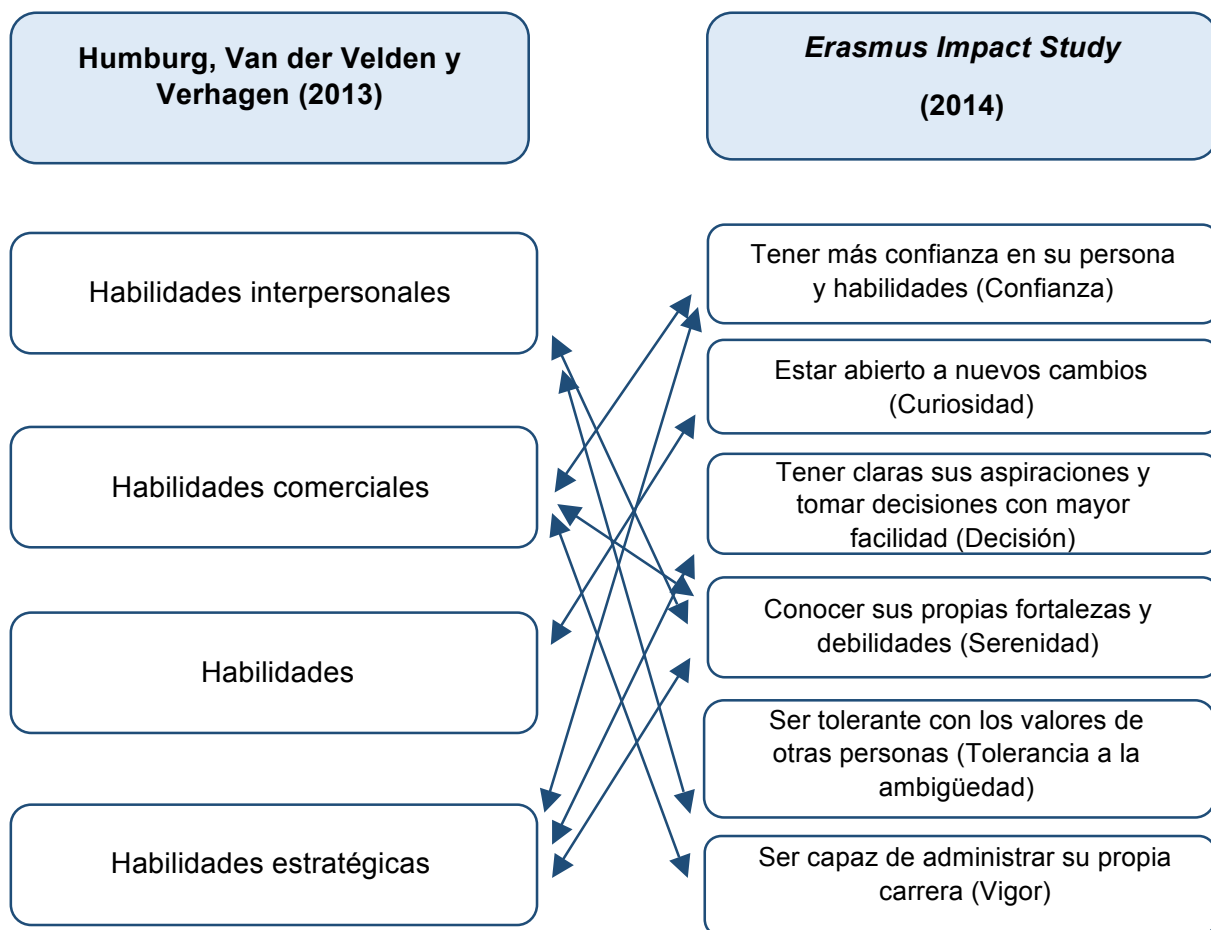 Humburg, Van der Velden y
Verhagen (2013)
Erasmus Impact Study
(2014)
Habilidades interpersonales
Habilidades comerciales
Habilidades
Habilidades estratégicas
Tener más confianza en su persona
y habilidades (Confianza)
Estar abierto a nuevos cambios
(Curiosidad)
Tener claras sus aspiraciones y
tomar decisiones con mayor
facilidad (Decisión)
Conocer sus propias fortalezas y
debilidades (Serenidad)
Ser tolerante con los valores de
otras personas (Tolerancia a la
ambigüedad)
Ser capaz de administrar su propia
carrera (Vigor)